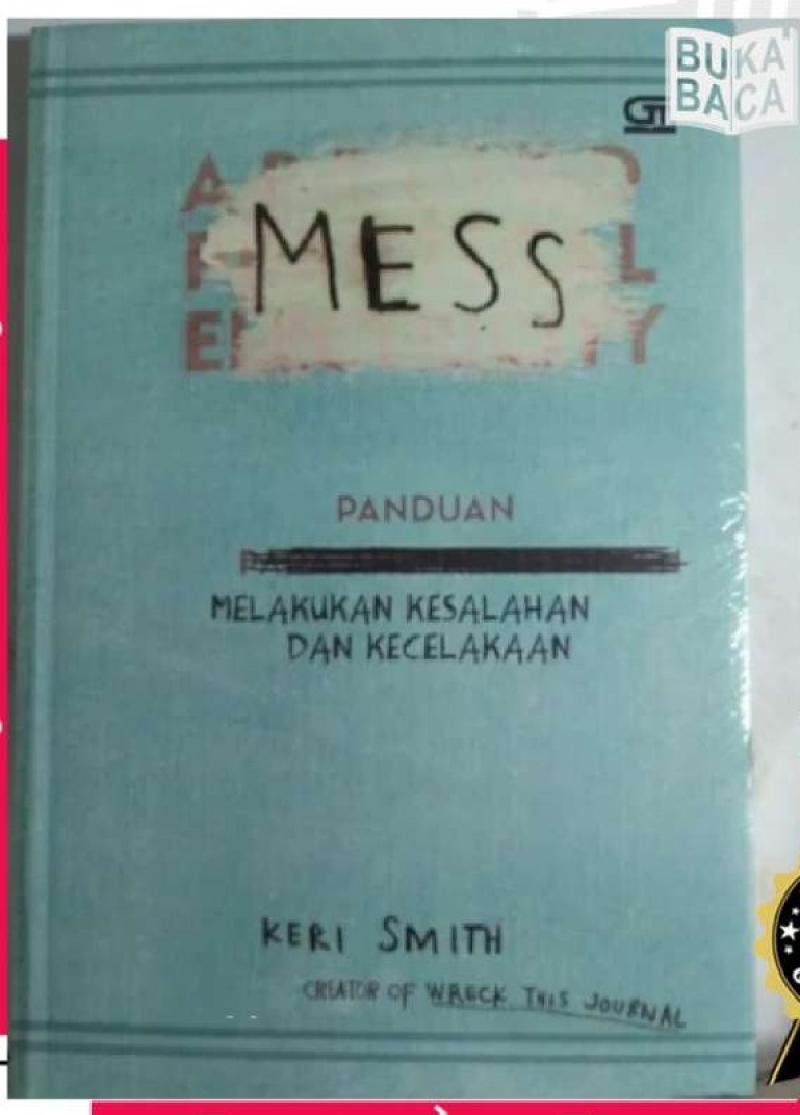 BUKA
BACA
MESS
PANDUAN
MELAKUKAN KESALAHAN
DAN KECELAKAAN
KERI SMITH
CREATOR OF WRECK THIS JOURNAL